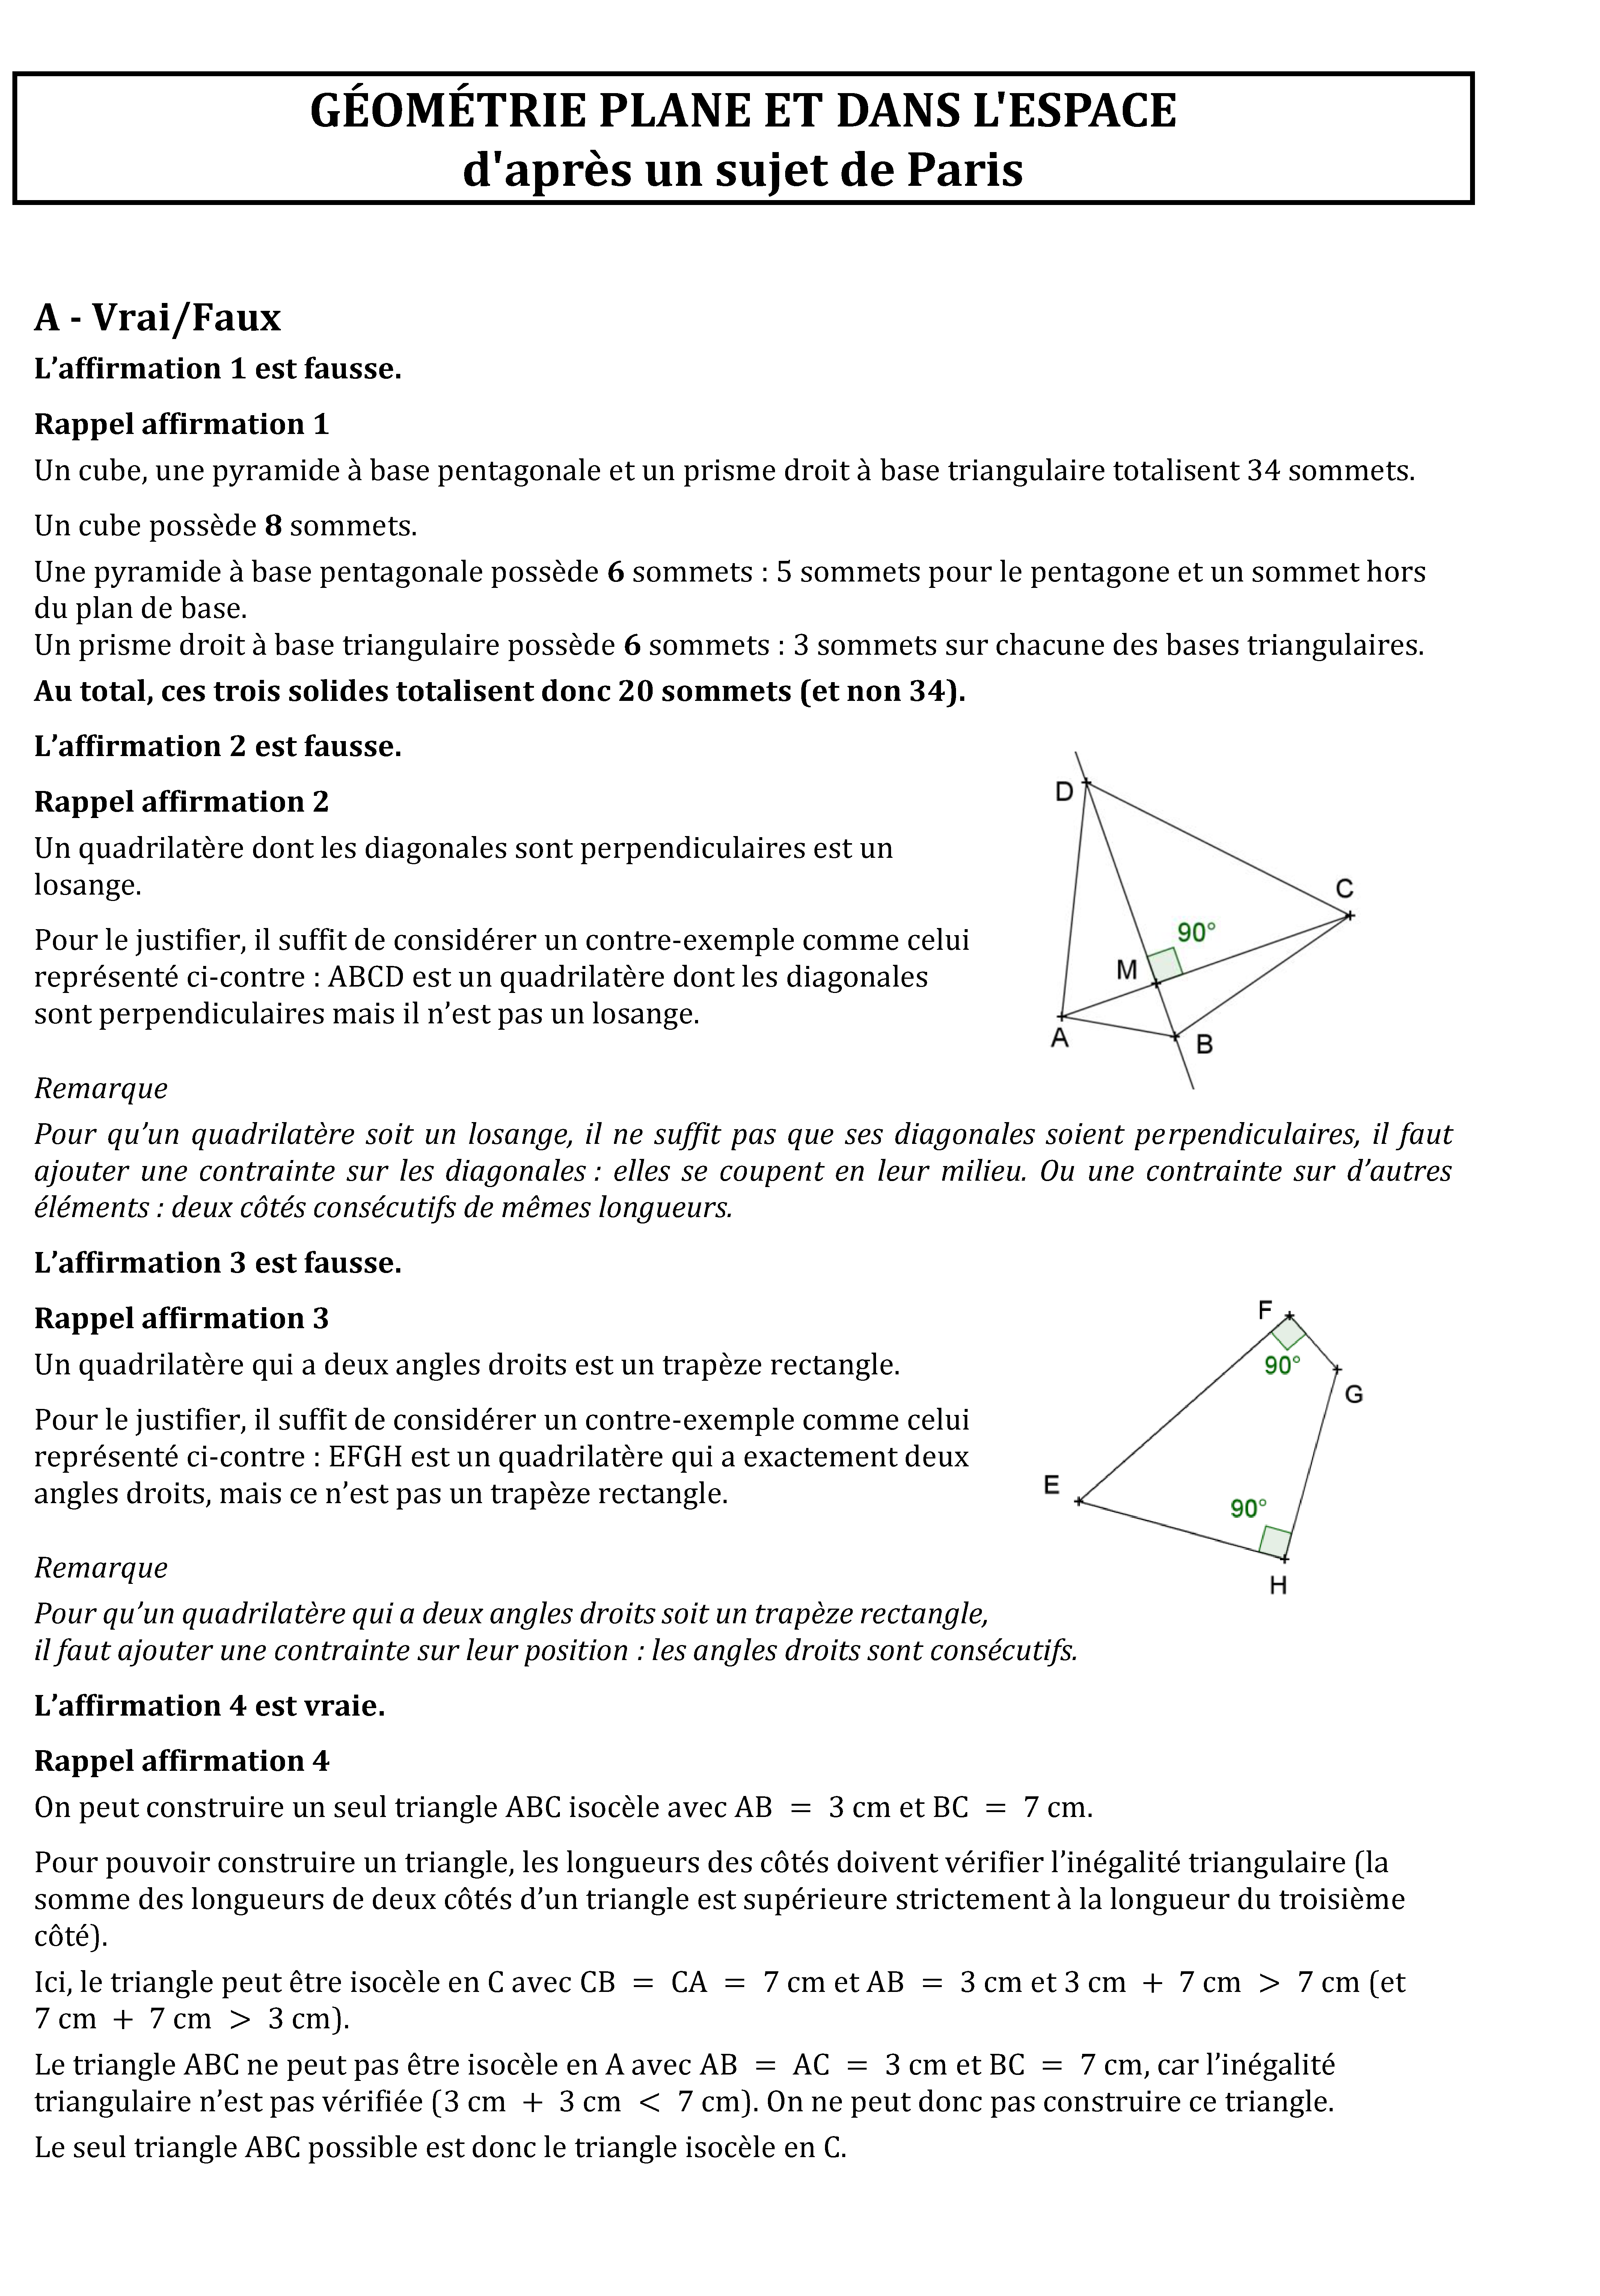 GÉOMÉTRIE PLANE ET DANS L'ESPACE
d'après un sujet de Paris
A - Vrai/Faux
L’affirmation 1 est fausse.
Rappel affirmation 1
Un cube, une pyramide à base pentagonale et un prisme droit à base triangulaire totalisent 34 sommets.
Un cube possède 8 sommets.
Une pyramide à base pentagonale possède 6 sommets : 5 sommets pour le pentagone et un sommet hors
du plan de base.
Un prisme droit à base triangulaire possède 6 sommets : 3 sommets sur chacune des bases triangulaires.
Au total, ces trois solides totalisent donc 20 sommets (et non 34).
L’affirmation 2 est fausse.
Rappel affirmation 2
Un quadrilatère dont les diagonales sont perpendiculaires est un
losange.
Pour le justifier, il suffit de considérer un contre-exemple comme celui
représenté ci-contre : ABCD est un quadrilatère dont les diagonales
sont perpendiculaires mais il n’est pas un losange.
D
C
90°
M
A
B
Remarque
Pour qu’un quadrilatère soit un losange, il ne suffit pas que ses diagonales soient perpendiculaires, il faut
ajouter une contrainte sur les diagonales : elles se coupent en leur milieu. Ou une contrainte sur d’autres
éléments : deux côtés consécutifs de mêmes longueurs.
L’affirmation 3 est fausse.
Rappel affirmation 3
Un quadrilatère qui a deux angles droits est un trapèze rectangle.
Pour le justifier, il suffit de considérer un contre-exemple comme celui
représenté ci-contre : EFGH est un quadrilatère qui a exactement deux
angles droits, mais ce n’est pas un trapèze rectangle.
F
90°
G
E
90°
H
Remarque
Pour qu’un quadrilatère qui a deux angles droits soit un trapèze rectangle,
il faut ajouter une contrainte sur leur position : les angles droits sont consécutifs.
L’affirmation 4 est vraie.
Rappel affirmation 4
On peut construire un seul triangle ABC isocèle avec AB = 3 cm et BC = 7 cm.
Pour pouvoir construire un triangle, les longueurs des côtés doivent vérifier l’inégalité triangulaire (la
somme des longueurs de deux côtés d’un triangle est supérieure strictement à la longueur du troisième
côté).
Ici, le triangle peut être isocèle en C avec CB = CA = 7 cm et AB = 3 cm et 3 cm + 7 cm > 7 cm (et
7 cm + 7 cm > 3 cm).
Le triangle ABC ne peut pas être isocèle en A avec AB = AC = 3 cm et BC = 7 cm, car l’inégalité
triangulaire n’est pas vérifiée (3 cm + 3 cm < 7 cm). On ne peut donc pas construire ce triangle.
Le seul triangle ABC possible est donc le triangle isocèle en C.